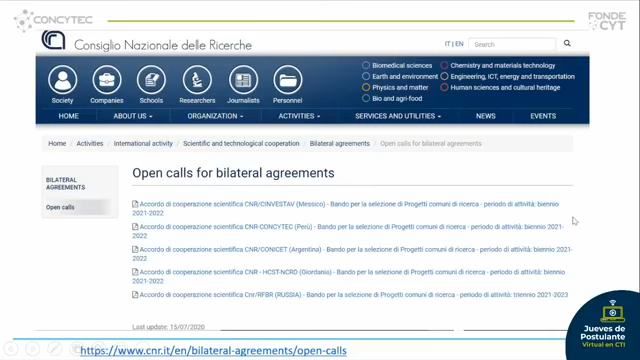 CONCYTEC
FONDE
CYT
Consiglio Nazionale delle Ricerche
IT | EN
Search
Society
Companies
Schools
Researchers
Journalists
Personnel
Biomedical sciences
Chemistry and materials technology
Earth and environment
Engineering, ICT, energy and transportation
Physics and matter
Human sciences and cultural heritage
Bio and agri-food
HOME
ABOUT US
ORGANIZATION
ACTIVITIES
SERVICES AND UTILITIES
NEWS
EVENTS
Home / Activities / International activity / Scientific and technological cooperation / Bilateral agreements / Open calls for bilateral agreements
BILATERAL
AGREEMENTS
Open calls
Open calls for bilateral agreements
Accordo di cooperazione scientifica CNR/CINVESTAV (Messico) - Bando per la selezione di Progetti comuni di ricerca - periodo di attività: biennio
2021-2022
Accordo di cooperazione scientifica CNR CONCYTEC (Perù) - Bando per la selezione di Progetti comuni di ricerca - periodo di attività: biennio 2021-
2022
Accordo di cooperazione scientifica CNR/CONICET (Argentina) - Bando per la selezione di Progetti comuni di ricerca - periodo di attività: biennio 2021-
2022
Accordo di cooperazione scientifica CNR - HCST-NCRD (Giordania) - Bando per la selezione di Progetti comuni di ricerca - periodo di attività: biennio
2021-2022
Accordo di cooperazione scientifica Cnr/RFBR (RUSSIA) - Bando per la selezione di Progetti comuni di ricerca - periodo di attività: triennio 2021-2023
Last update: 15/07/2020
https://www.cnr.it/en/bilateral-agreements/open-calls
Jueves de
Postulante
Virtual en CTI